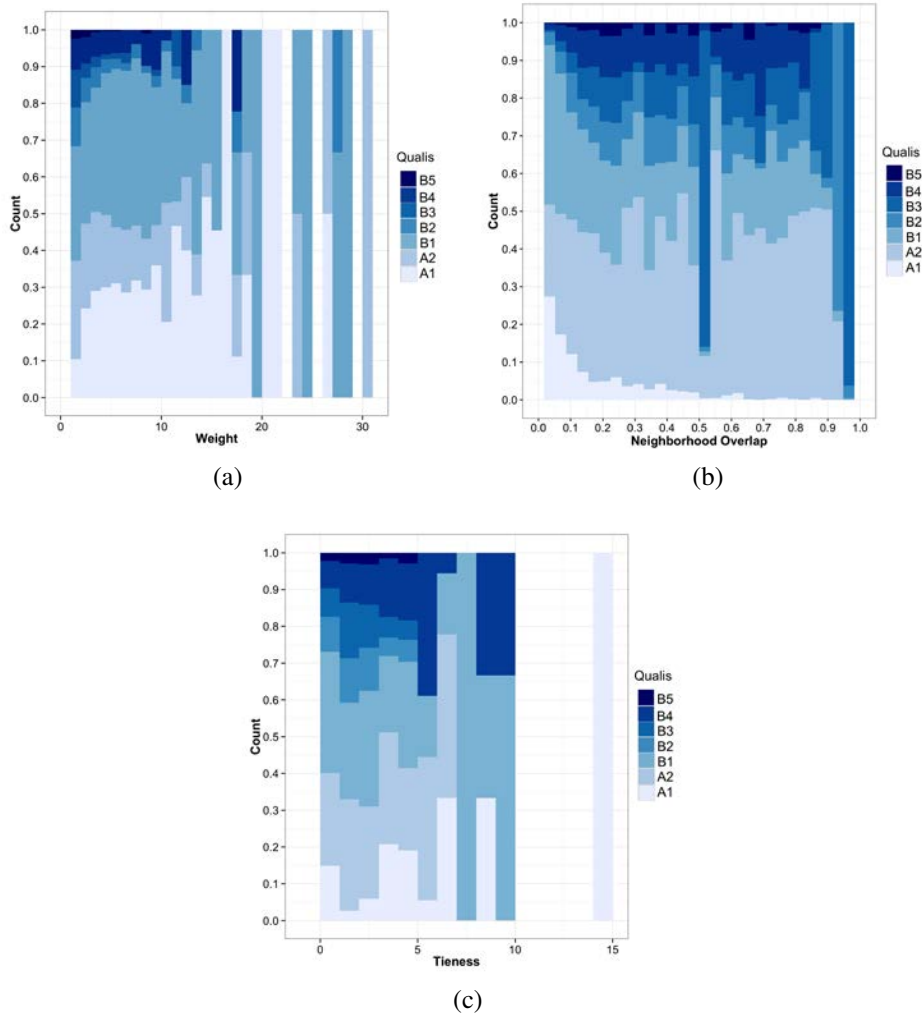 1.0
0.9
0.8
0.7
0.6
0.5
0.4
0.3
0.2
0.1
0.0
Count
0 10 20 30
Weight
Qualis
B5
B4
B3
B2
B1
A2
A1
(a)
1.0
0.9
0.8
0.7
0.6
0.5
0.4
0.3
0.2
0.1
0.0
Count
0.0 0.1 0.2 0.3 0.4 0.5 0.6 0.7 0.8 0.9 1.0
Neighborhood Overlap
Qualis
B5
B4
B3
B2
B1
A2
A1
(b)
1.0
0.9
0.8
0.7
0.6
0.5
0.4
0.3
0.2
0.1
0.0
Count
0 5 10 15
Tieness
Qualis
B5
B4
B3
B2
B1
A2
A1
(c)